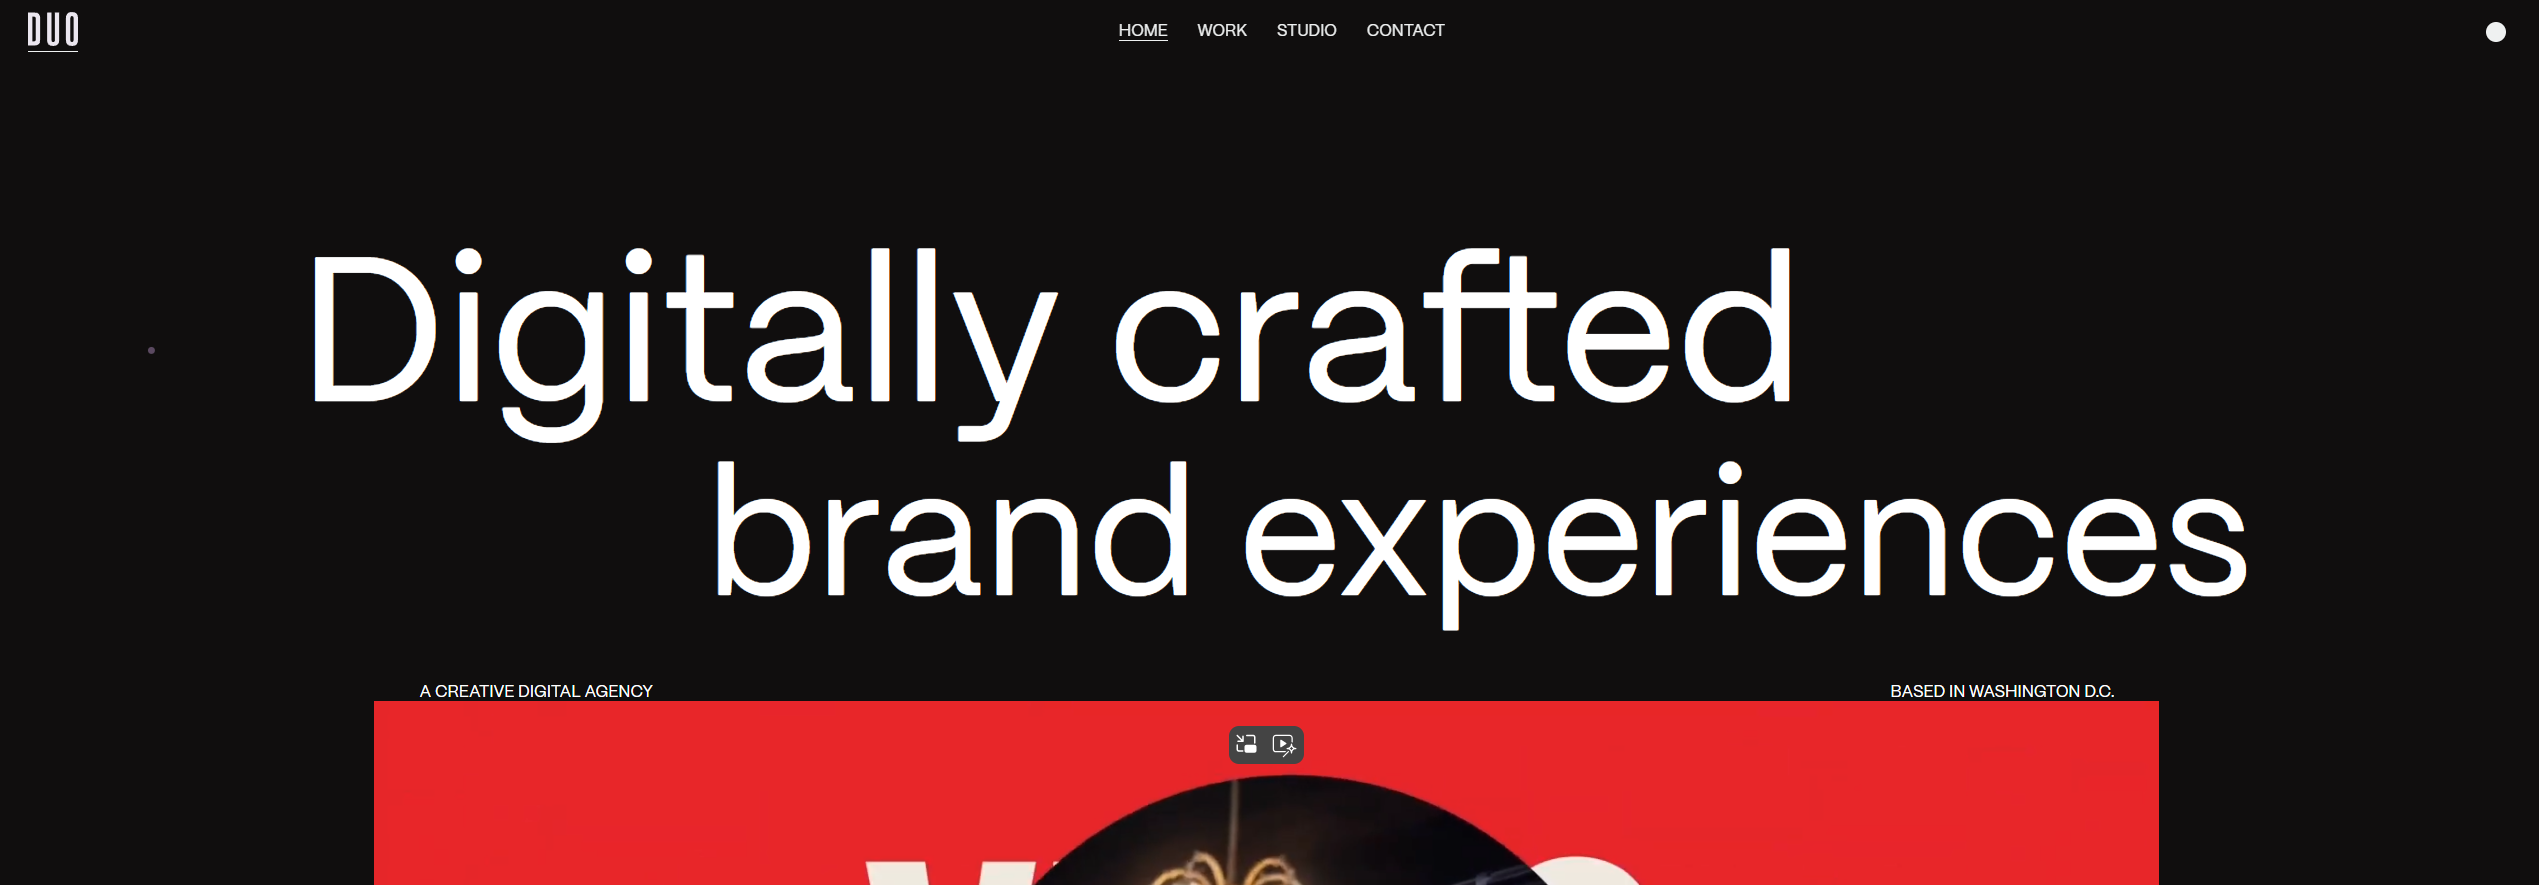 DUO
HOME WORK STUDIO CONTACT
Digitally crafted
brand experiences
A CREATIVE DIGITAL AGENCY
BASED IN WASHINGTON D.C.